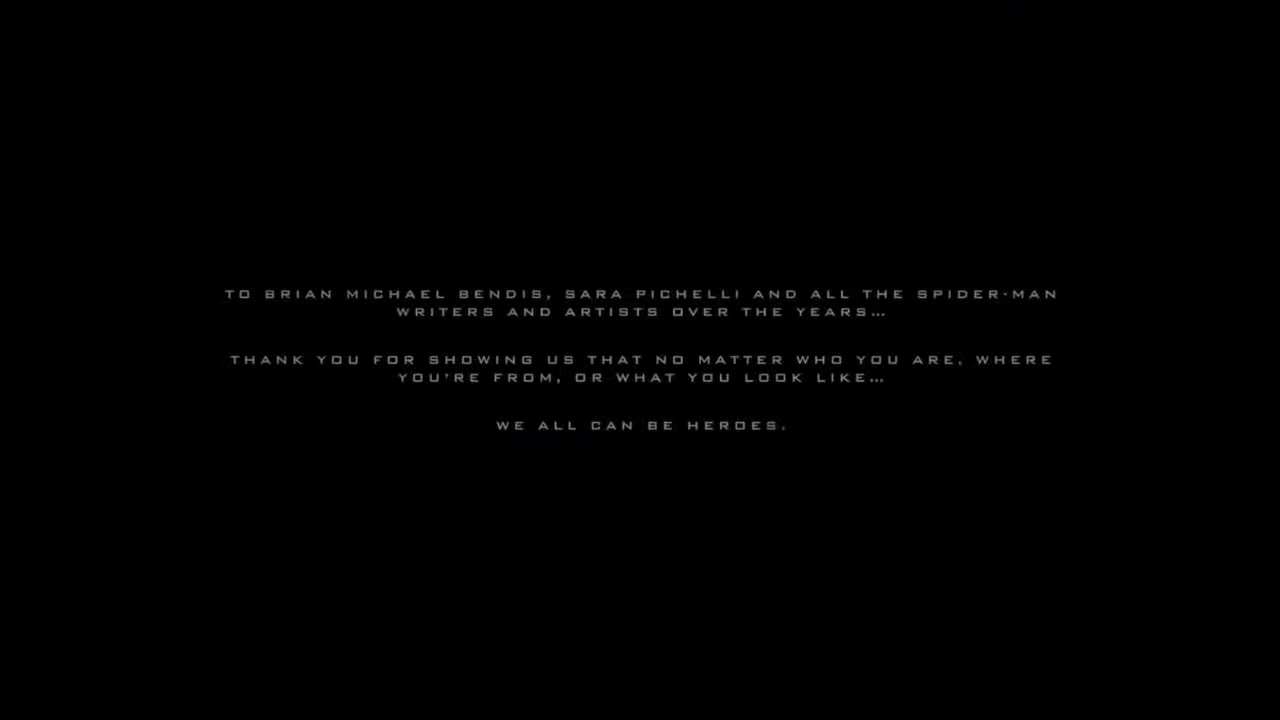 TO BRIAN MICHAEL BENDIS, SARA PICHELLI AND ALL THE SPIDER-MAN
WRITERS AND ARTISTS OVER THE YEARS...
THANK YOU FOR SHOWING US THAT NO MATTER WHO YOU ARE, WHERE
YOU'RE FROM, OR WHAT YOU LOOK LIKE...
WE ALL CAN BE HEROES.